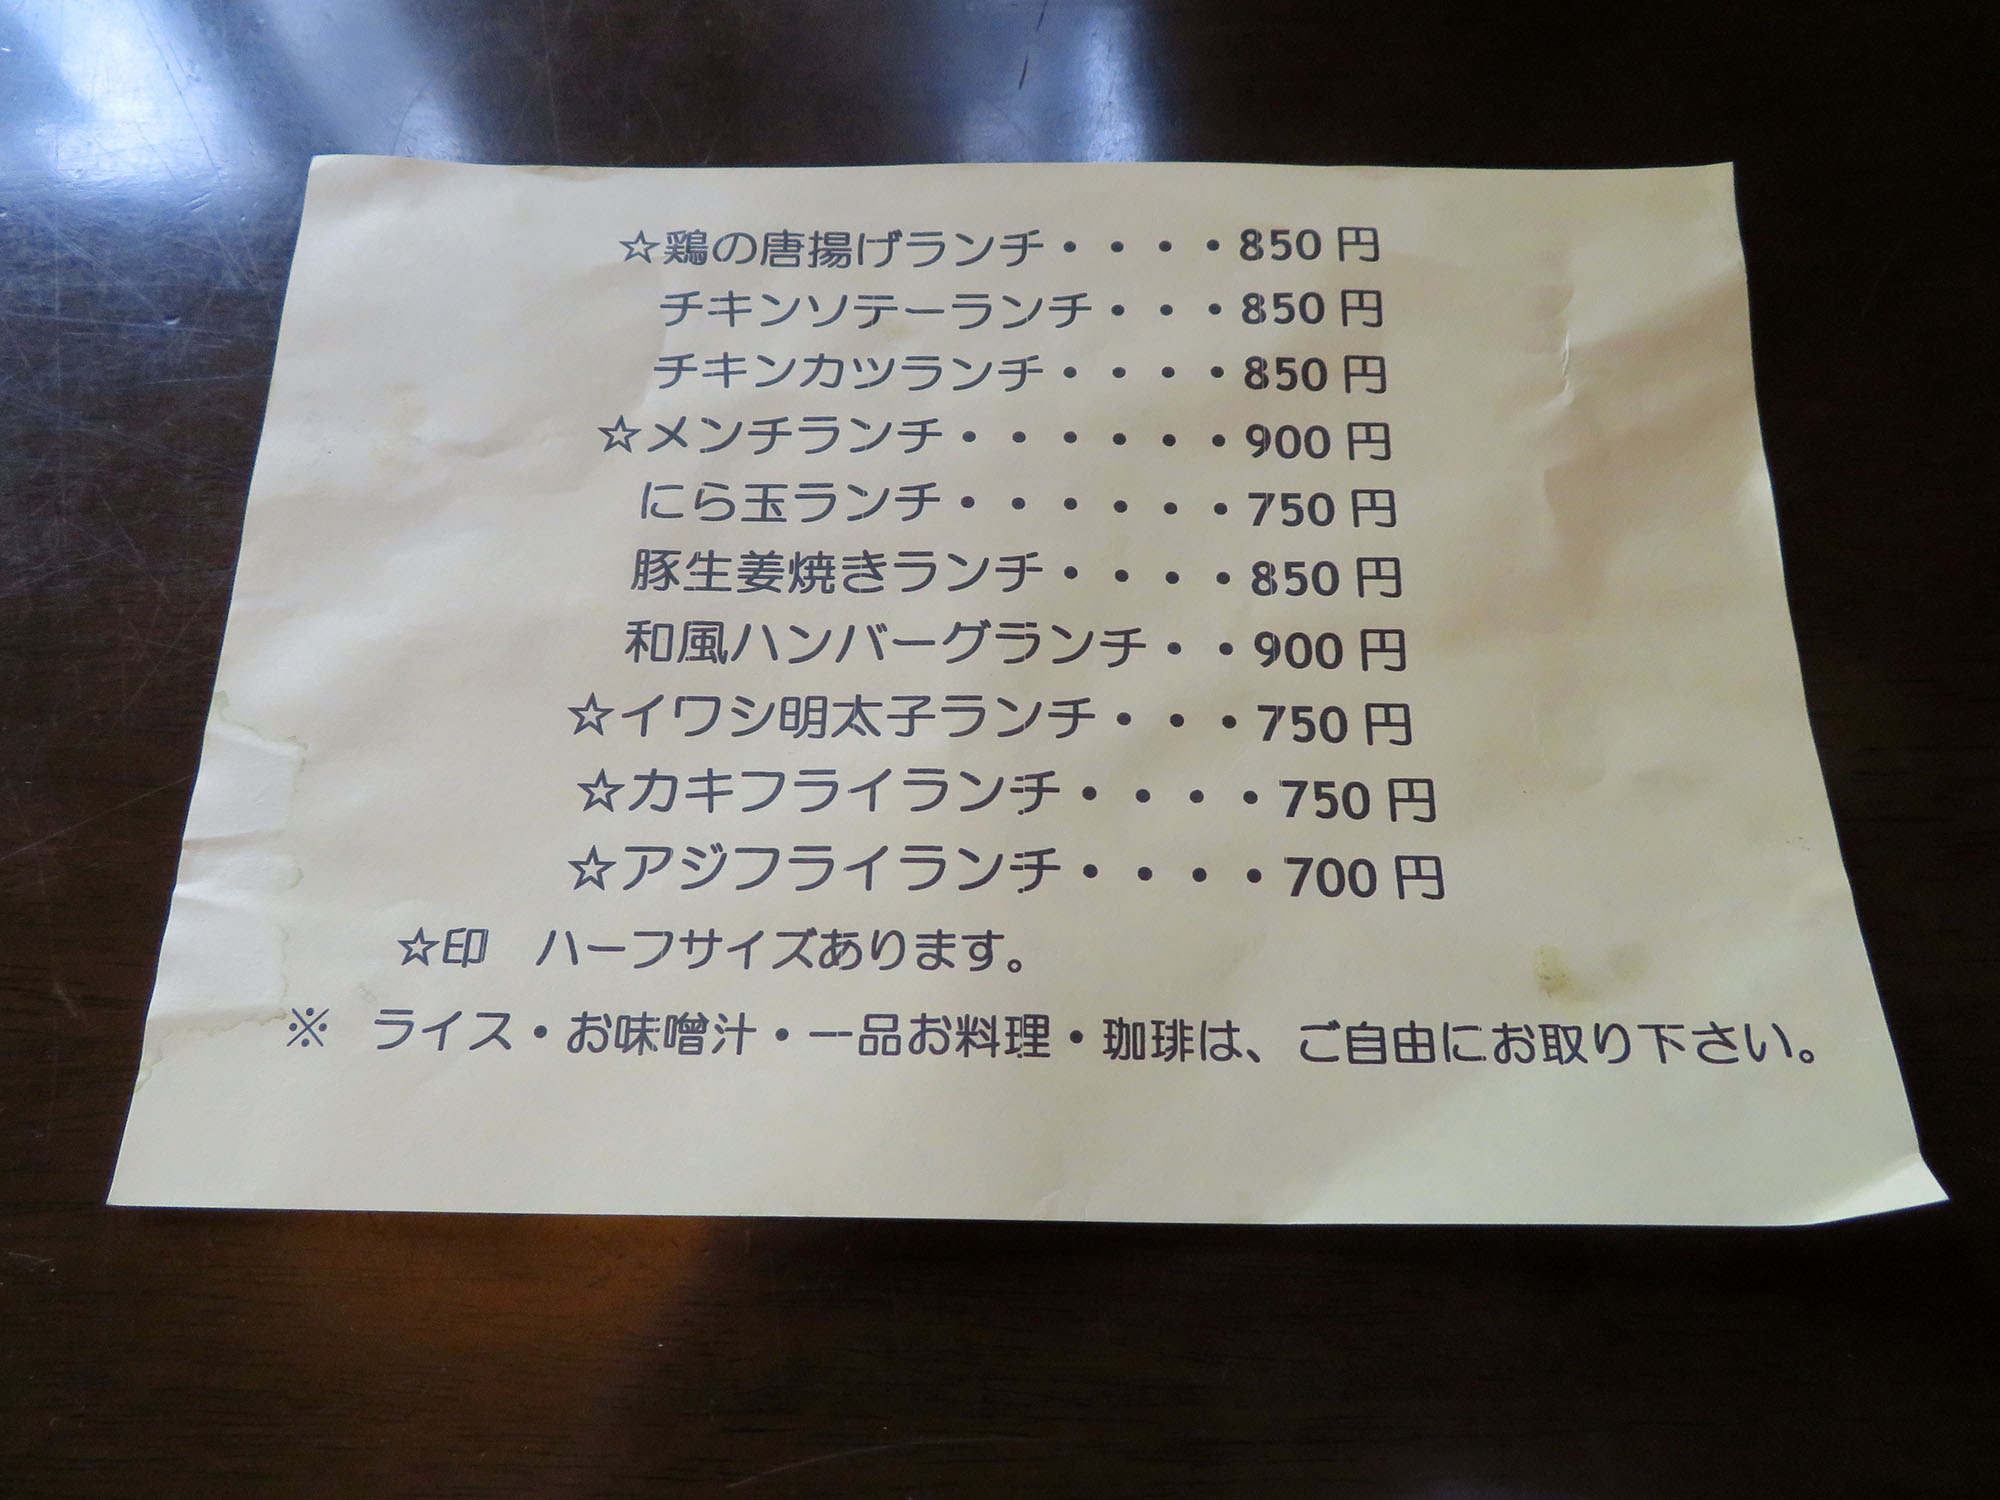 ☆鶏の唐揚げランチ・・・・850円
チキンソテーランチ・・・850円
チキンカツランチ・・・・850円
☆メンチランチ・・・・・・900円
にら玉ランチ・・・・・・750円
豚生姜焼きランチ・・・・850円
和風ハンバーグランチ・・900円
☆イワシ明太子ランチ・・・750円
☆カキフライランチ・・・・750円
☆アジフライランチ・・・・700円
☆印　ハーフサイズあります。
※　ライス・お味噌汁・一品お料理・珈琲は、ご自由にお取り下さい。